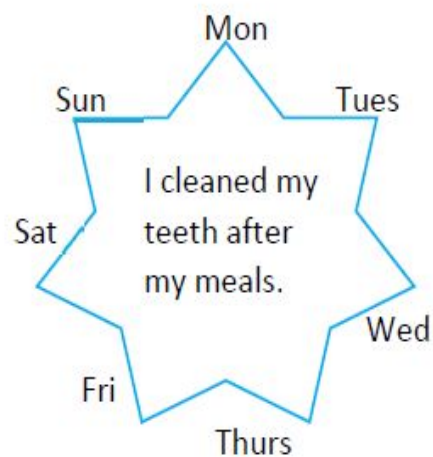 Mon
Sun
Tues
I cleaned my
teeth after
my meals.
Sat
Wed
Fri
Thurs